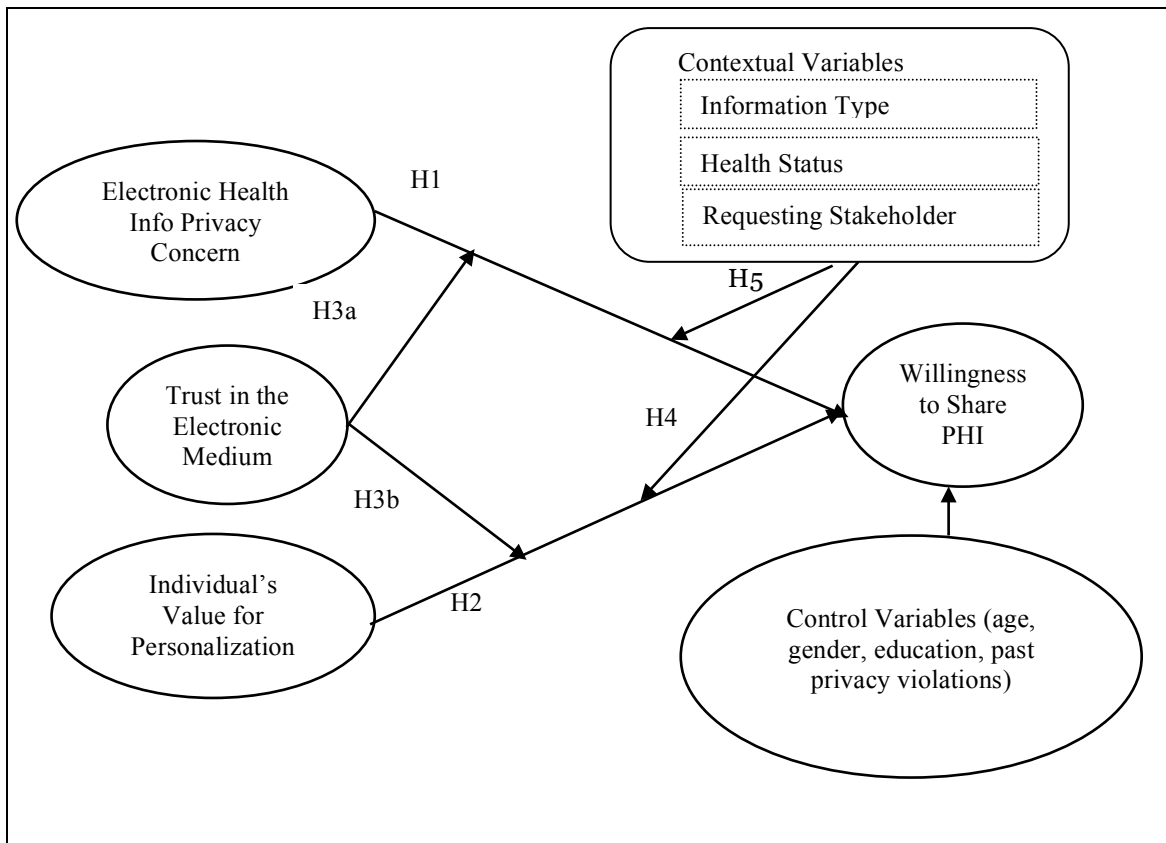 Contextual Variables
Information Type
Health Status
Requesting Stakeholder
H1
Electronic Health
Info Privacy
Concern
H5
H3a
Trust in the
Electronic
Medium
Willingness
to Share
PHI
H4
H3b
Individual's
Value for
Personalization
H2
Control Variables (age,
gender, education, past
privacy violations)